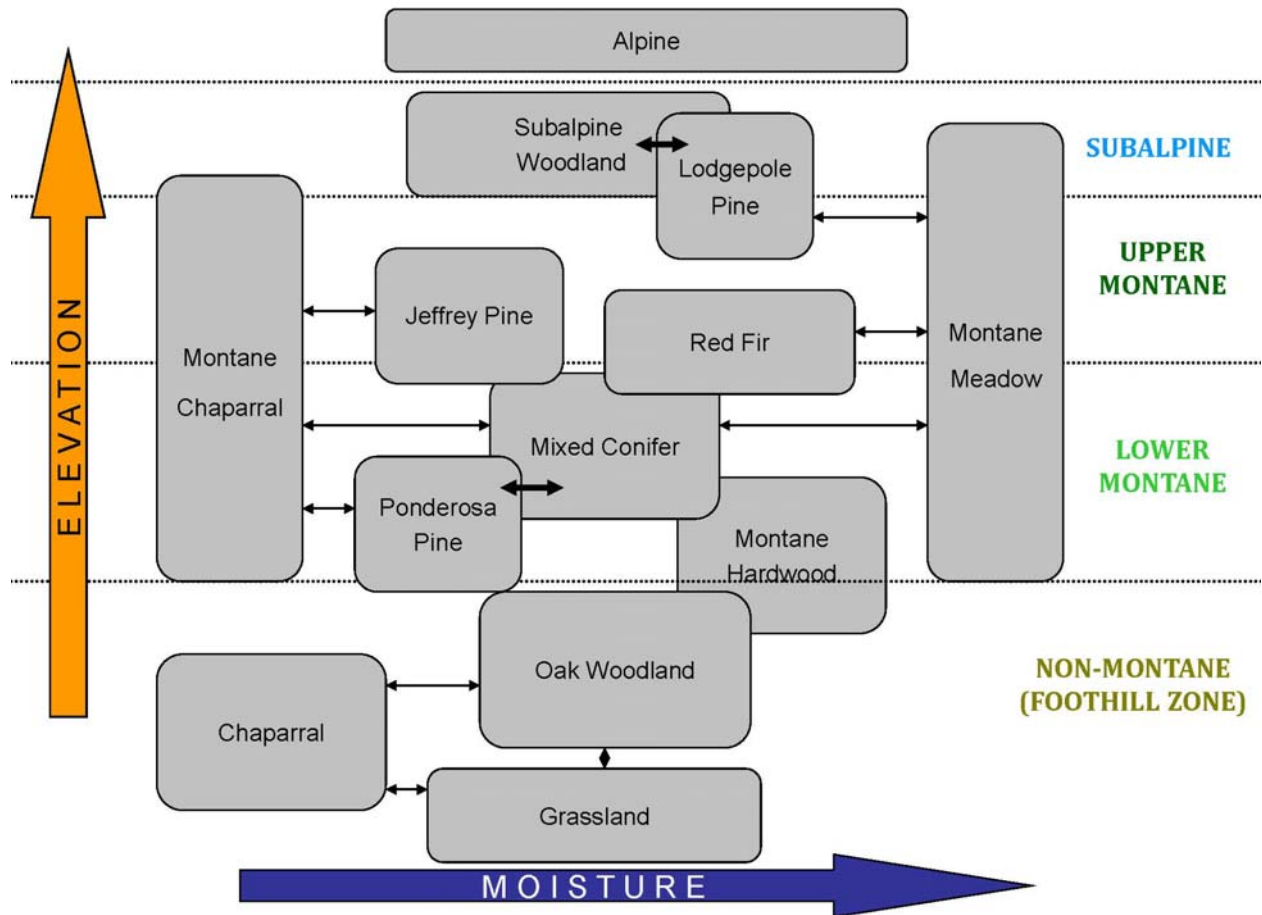 Alpine
Subalpine
Woodland
Lodgepole
Pine
SUBALPINE
ELEVATION
Montane
Chaparral
Jeffrey Pine
Red Fir
Montane
Meadow
UPPER
MONTANE
Mixed Conifer
Ponderosa
Pine
Montane
Hardwood
LOWER
MONTANE
Chaparral
Oak Woodland
Grassland
NON-MONTANE
(FOOTHILL ZONE)
MOISTURE